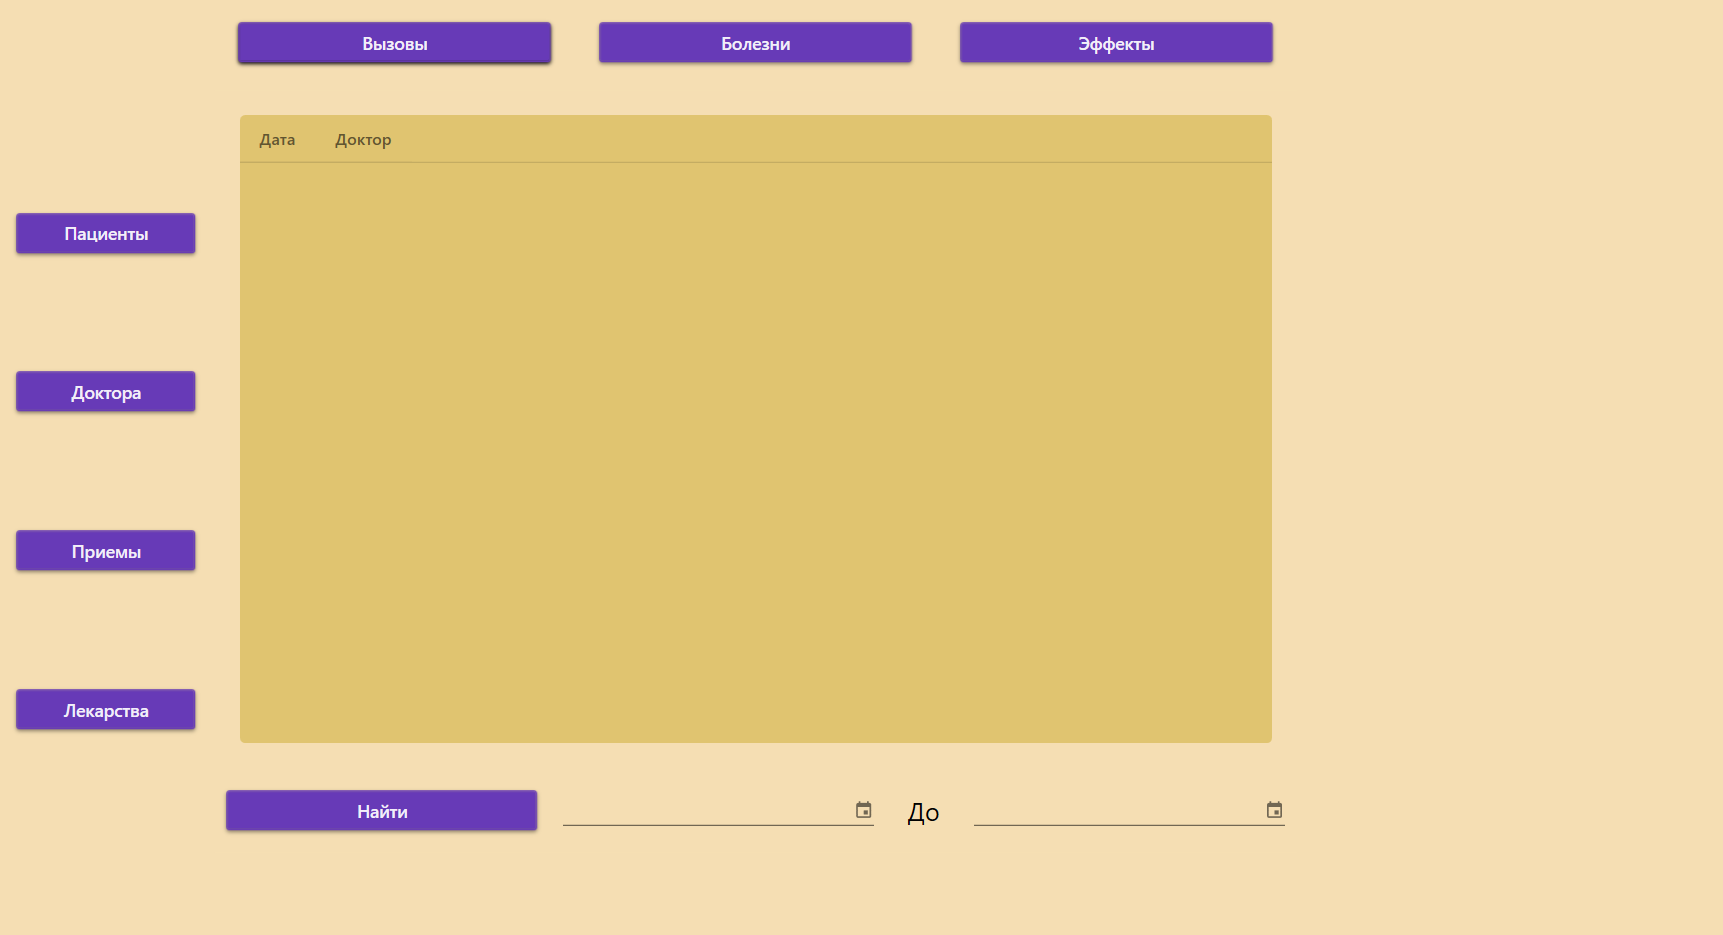 Вызовы
Болезни
Эффекты
Дата
Доктор
Пациенты
Доктора
Приемы
Лекарства
Найти
До